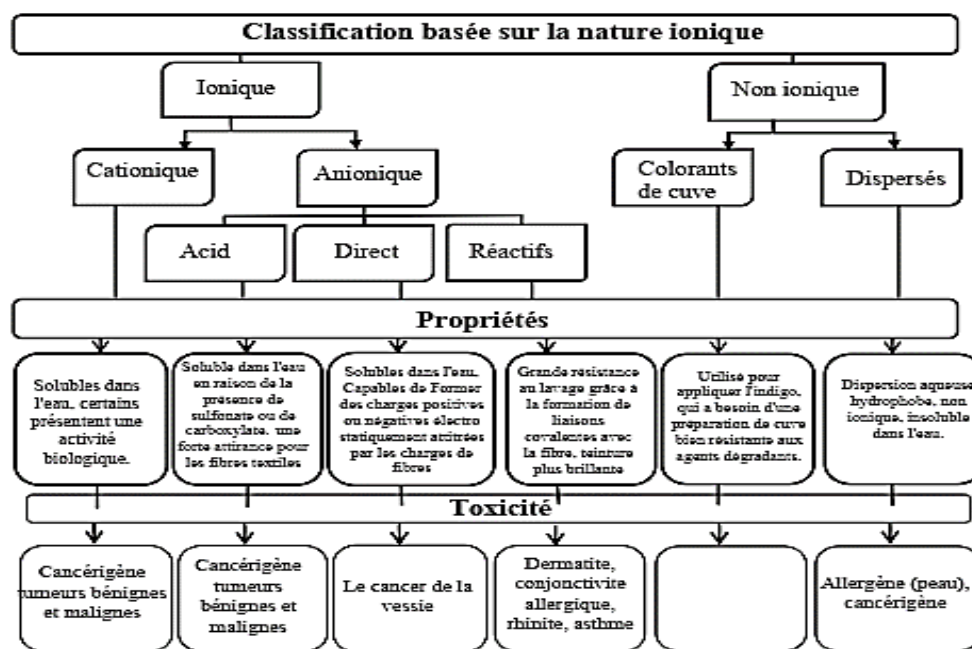 Classification basée sur la nature ionique
Ionique
Non ionique
Cationique
Anionique
Colorants
de cuve
Dispersés
Acid
Direct
Réactifs
Propriétés
Solubles dans
l'eau, certains
présentent une
activité
biologique.
Soluble dans l'eau
en raison de la
présence de
sulfonate ou de
carboxylate, une
forte attirance pour
les fibres textiles
Solubles dans l'eau,
Capables de Former
des charges positives
ou négatives électro
statiquement attritrées
par les charges de
fibres
Grande résistance
au lavage grâce à
la formation de
liaisons
covalentes avec
la fibre, teinture
plus brillante
Utilisé pour
appliquer l'indigo,
qui a besoin d'une
préparation de cuve
bien résistante aux
agents dégradants.
Dispersion aqueuse
hydrophobe, non
ionique, insoluble
dans l'eau.
Toxicité
Cancérigène
tumeurs bénignes
et malignes
Cancérigène
tumeurs
bénignes et
malignes
Le cancer de la
vessie
Dermatite,
conjonctivite
allergique,
rhinite, asthme
Allergène (peau),
cancérigène